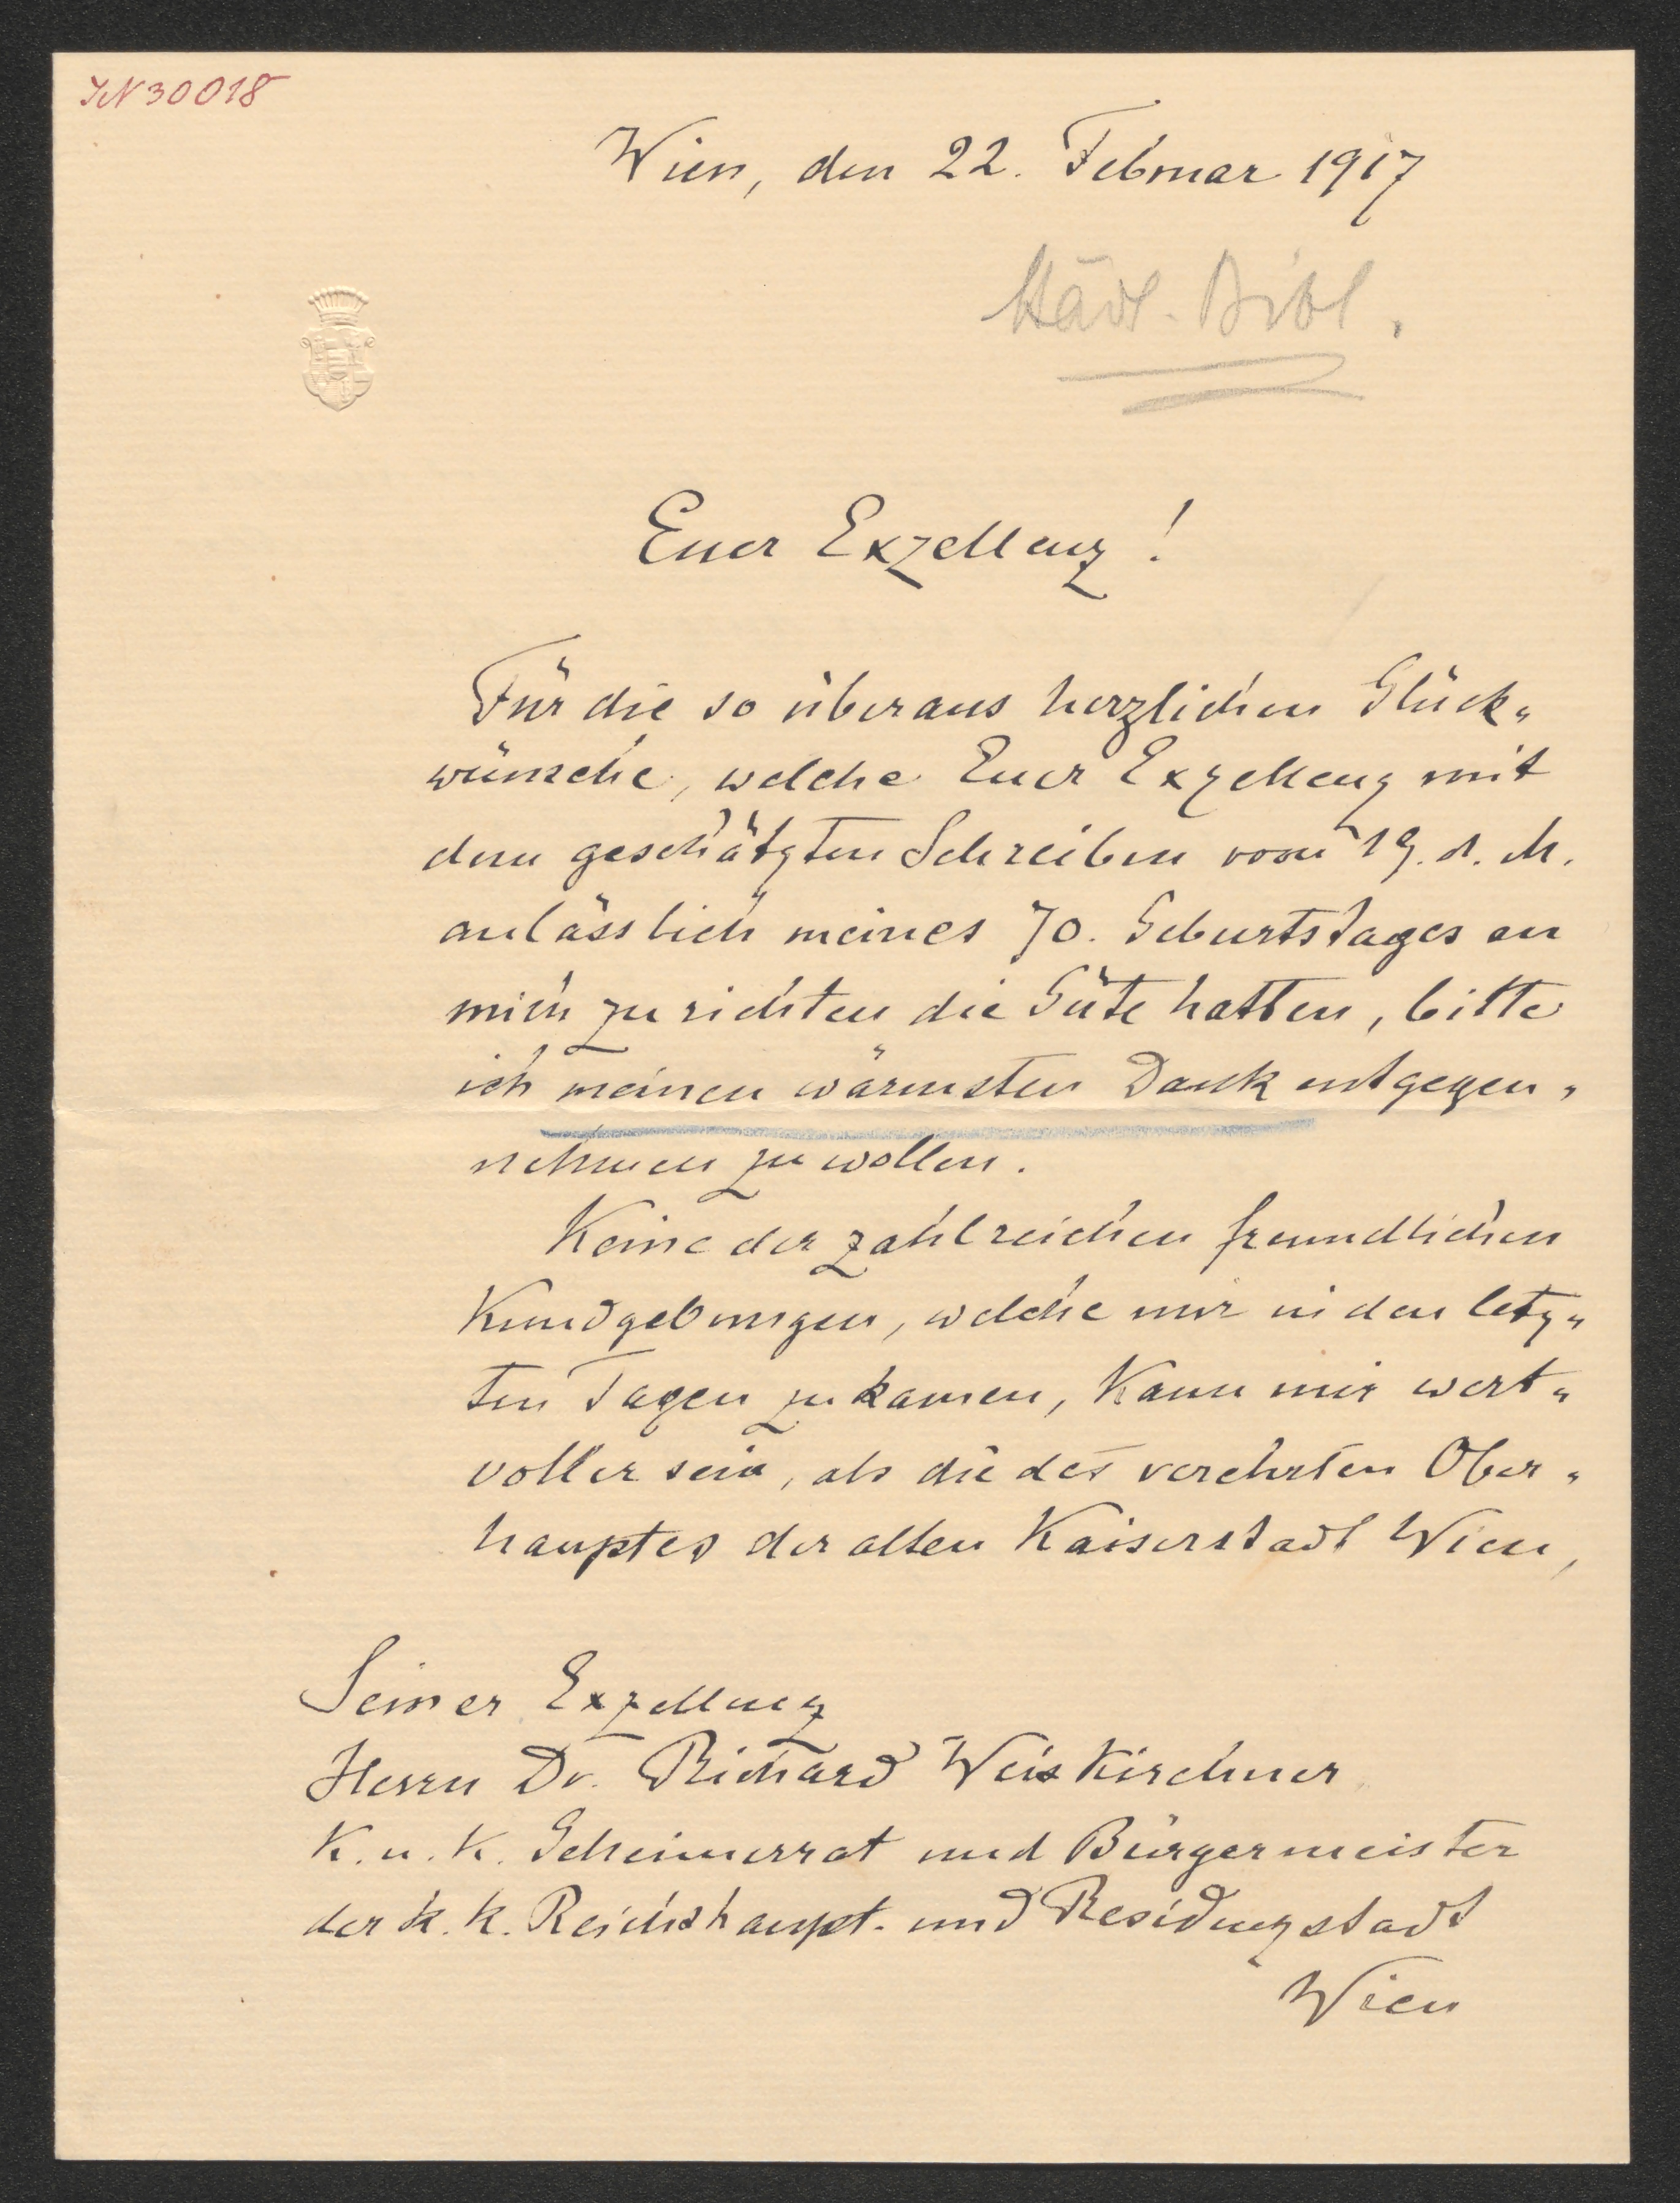 IN 30018
Wien, den 22. Februar 1917
Städt. Bibl.
Euer Exzellenz!
Für die so überaus herzlichen Glück„
wünsche, welche Euer Exzellenz mit
dem geschätzten Schreiben vom 19. d. M.
anlässlich meines 70. Geburtstages an
mich zu richten die Güte hatten, bitte
ich meinen wärmsten Dank entgegen„
nehmen zu wollen.
Keine der zahlreichen freundlichen
Kundgebungen, welche mir in den letz„
ten Tagen zukamen, kann mir wert„
voller sein, als die des verehrten Ober„
hauptes der alten Kaiserstadt Wien,
Seiner Exzellenz
Herrn Dr. Richard Weiskirchner
K. u. K. Geheimerrat und Bürgermeister
der k. k. Reichshaupt- und Residenzstadt
Wien